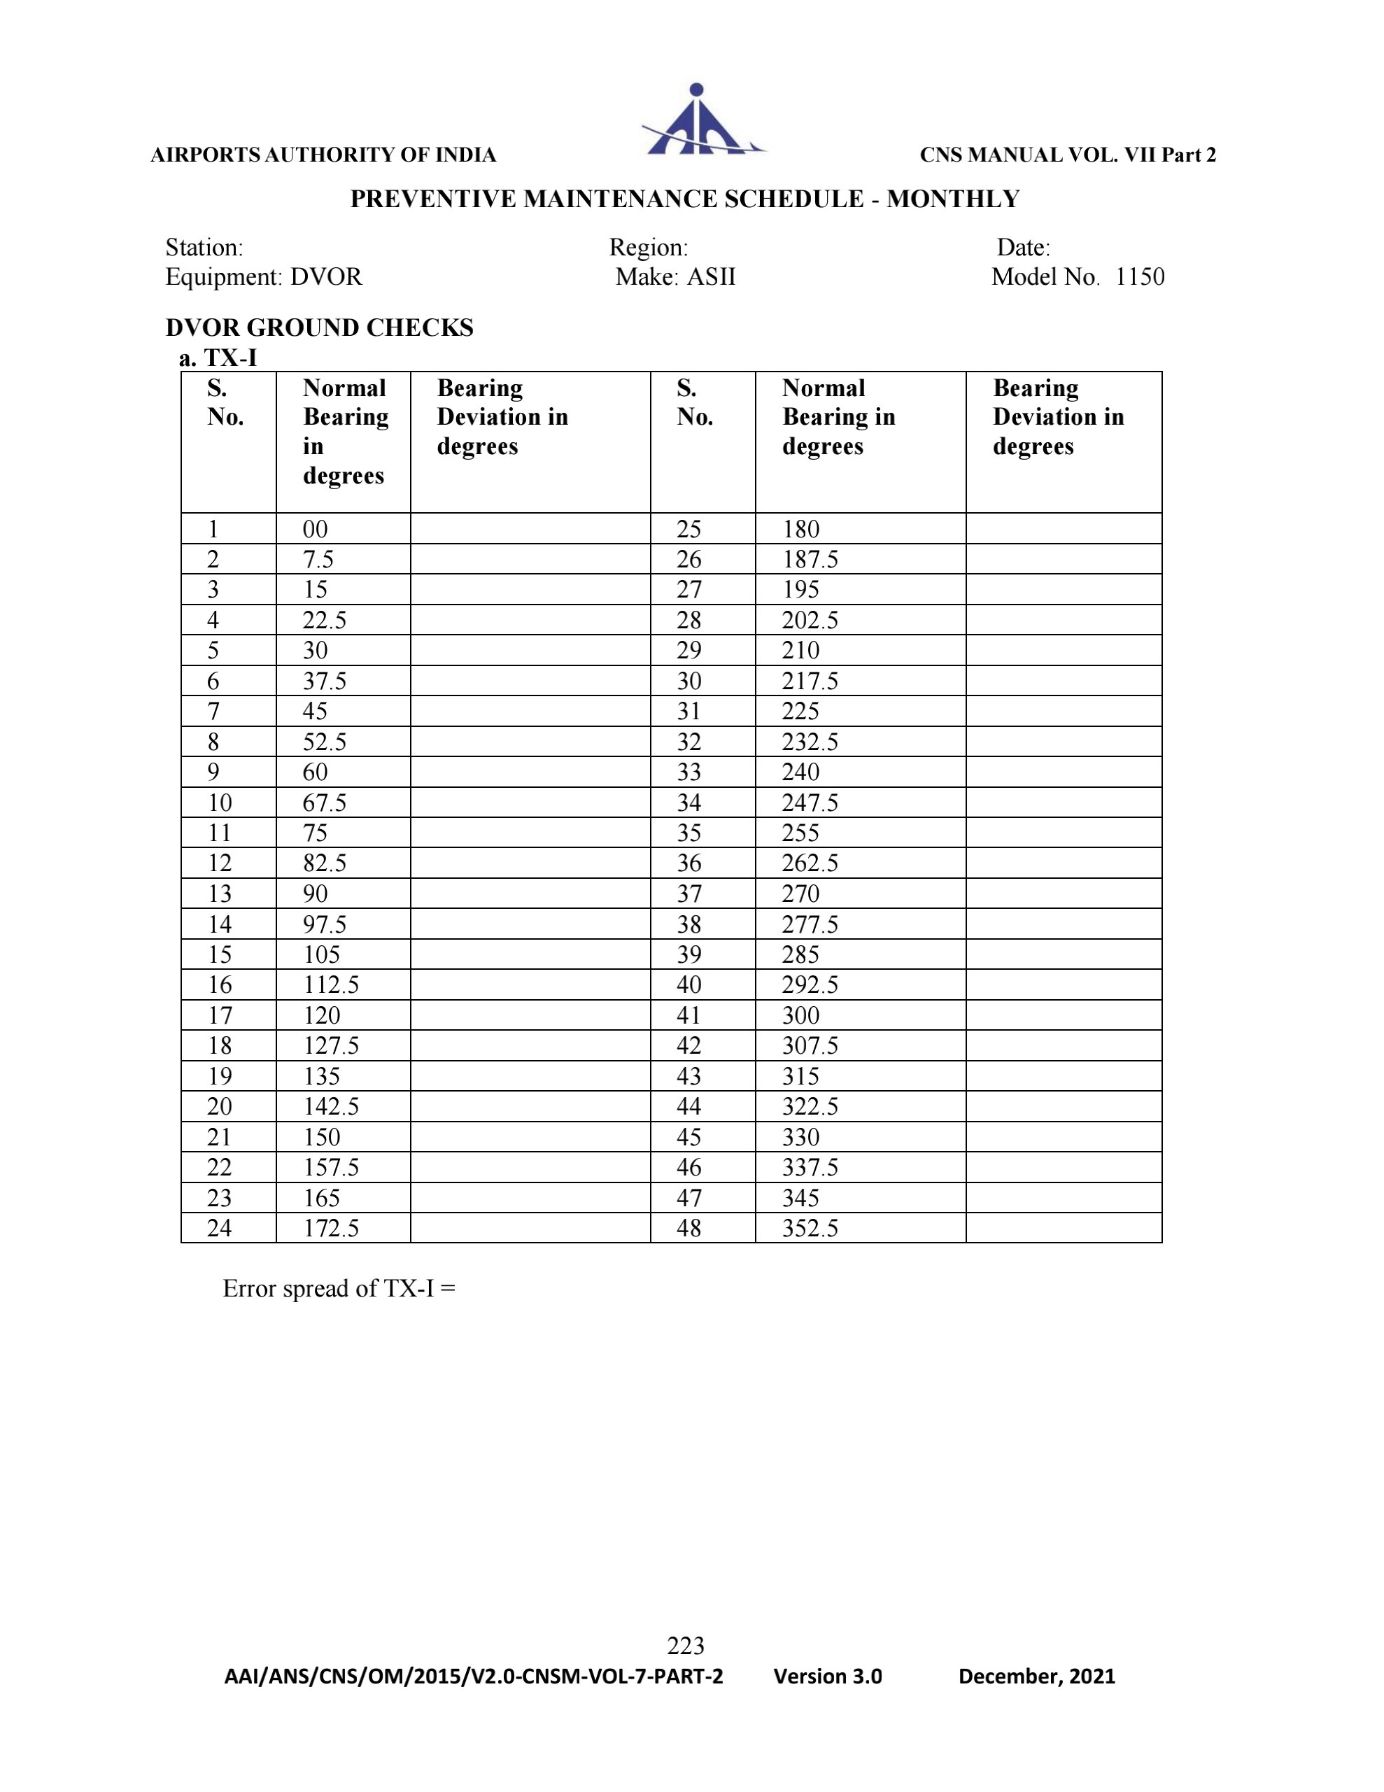 AIRPORTS AUTHORITY OF INDIA CNS MANUAL VOL. VII Part 2
PREVENTIVE MAINTENANCE SCHEDULE - MONTHLY
Station: Region: Date:
Equipment: DVOR Make: ASII Model No. 1150
DVOR GROUND CHECKS
a. TX-I
S. Normal Bearing S. Normal Bearing
No. Bearing Deviation in No. Bearing in Deviation in
in degrees degrees degrees
degrees
1 00 25 180
2 7.5 26 187.5
3 15 27 195
4 22.5 28 202.5
5 30 29 210
6 37.5 30 217.5
7 45 31 225
8 52.5 32 232.5
9 60 33 240
10 67.5 34 247.5
11 75 35 255
12 82.5 36 262.5
13 90 37 270
14 97.5 38 277.5
15 105 39 285
16 112.5 40 292.5
17 120 41 300
18 127.5 42 307.5
19 135 43 315
20 142.5 44 322.5
21 150 45 330
22 157.5 46 337.5
23 165 47 345
24 172.5 48 352.5
Error spread of TX-I =
223
AAI/ANS/CNS/OM/2015/V2.0-CNSM-VOL-7-PART-2 Version 3.0 December, 2021